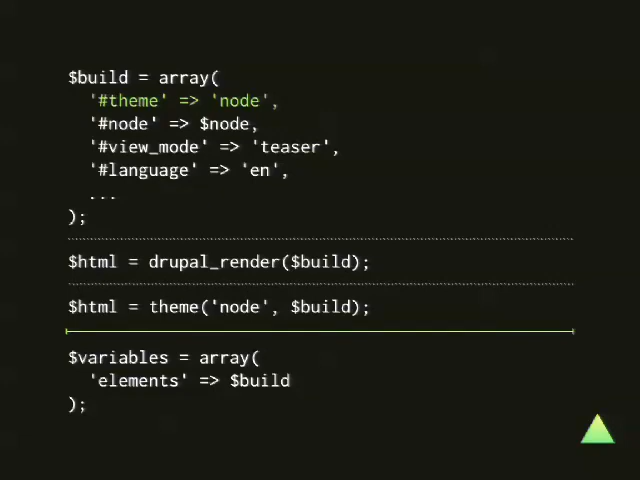 $build = array(
'#theme' => 'node',
'#node' => $node,
'#view_mode' => 'teaser',
'#language' => 'en',
...
);
$html = drupal_render($build);
$html = theme('node', $build);
$variables = array(
'elements' => $build
);